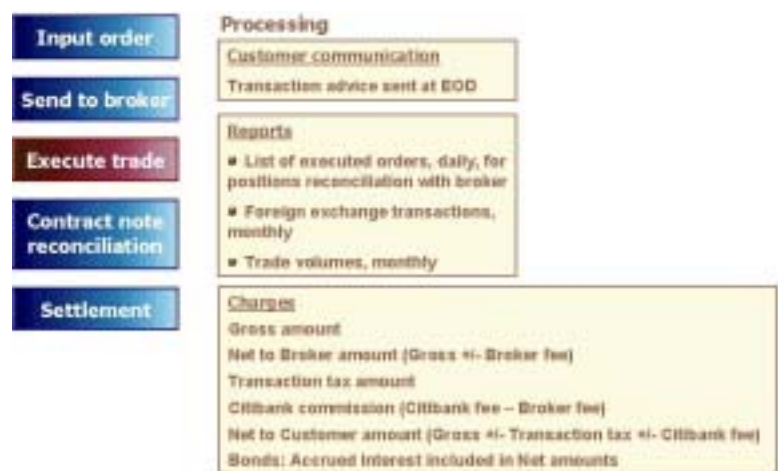 Input order
Send to broker
Execute trade
Contract note
reconciliation
Settlement
Processing
Customer communication
Transaction advice sent at EOD
Reports
List of executed orders, daily, for
positions reconciliation with broker
Foreign exchange transactions,
monthly
Trade volumes, monthly
Charges
Gross amount
Net to Broker amount (Gross +/- Broker fee)
Transaction tax amount
Citibank commission (Citibank fee – Broker fee)
Net to Customer amount (Gross +/- Transaction tax +/- Citibank fee)
Bonds: Accrued Interest included in Net amounts